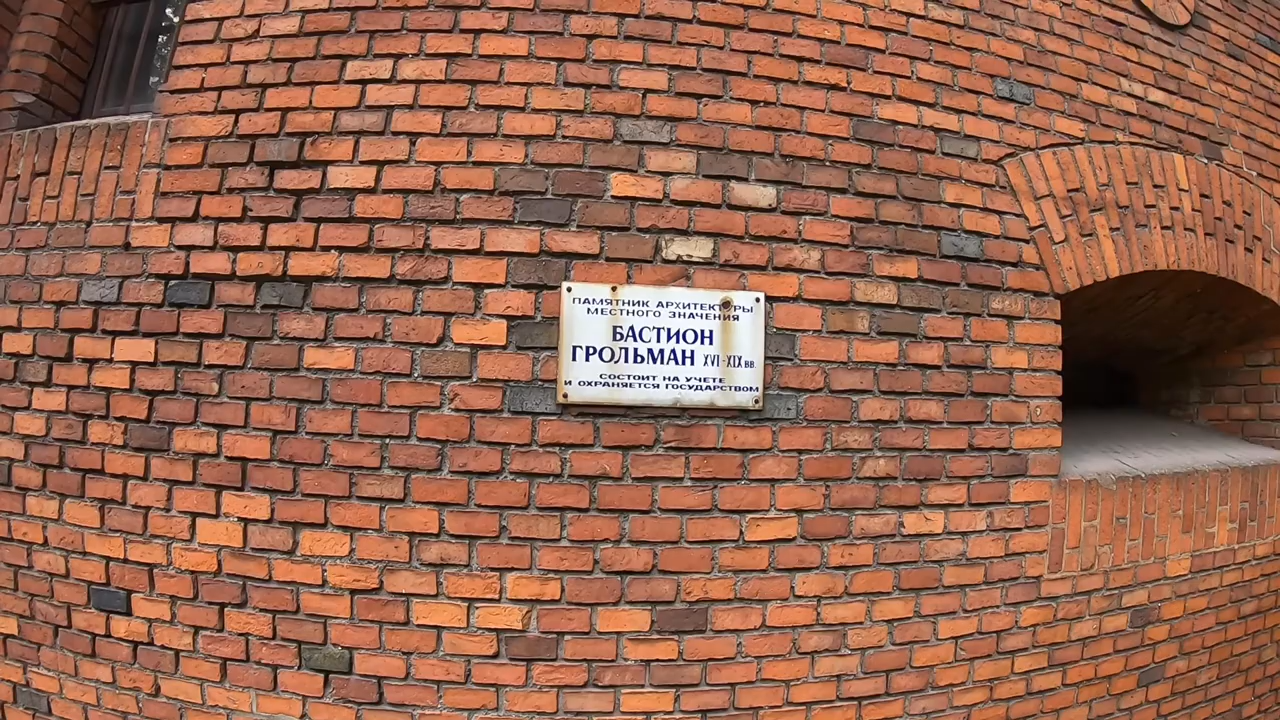 ПАМЯТНИК АРХИТЕКТУРЫ
МЕСТНОГО ЗНАЧЕНИЯ
БАСТИОН
ГРОЛЬМАН XVI-XIX ВВ.
СОСТОИТ НА УЧЕТЕ
И ОХРАНЯЕТСЯ ГОСУДАРСТВОМ